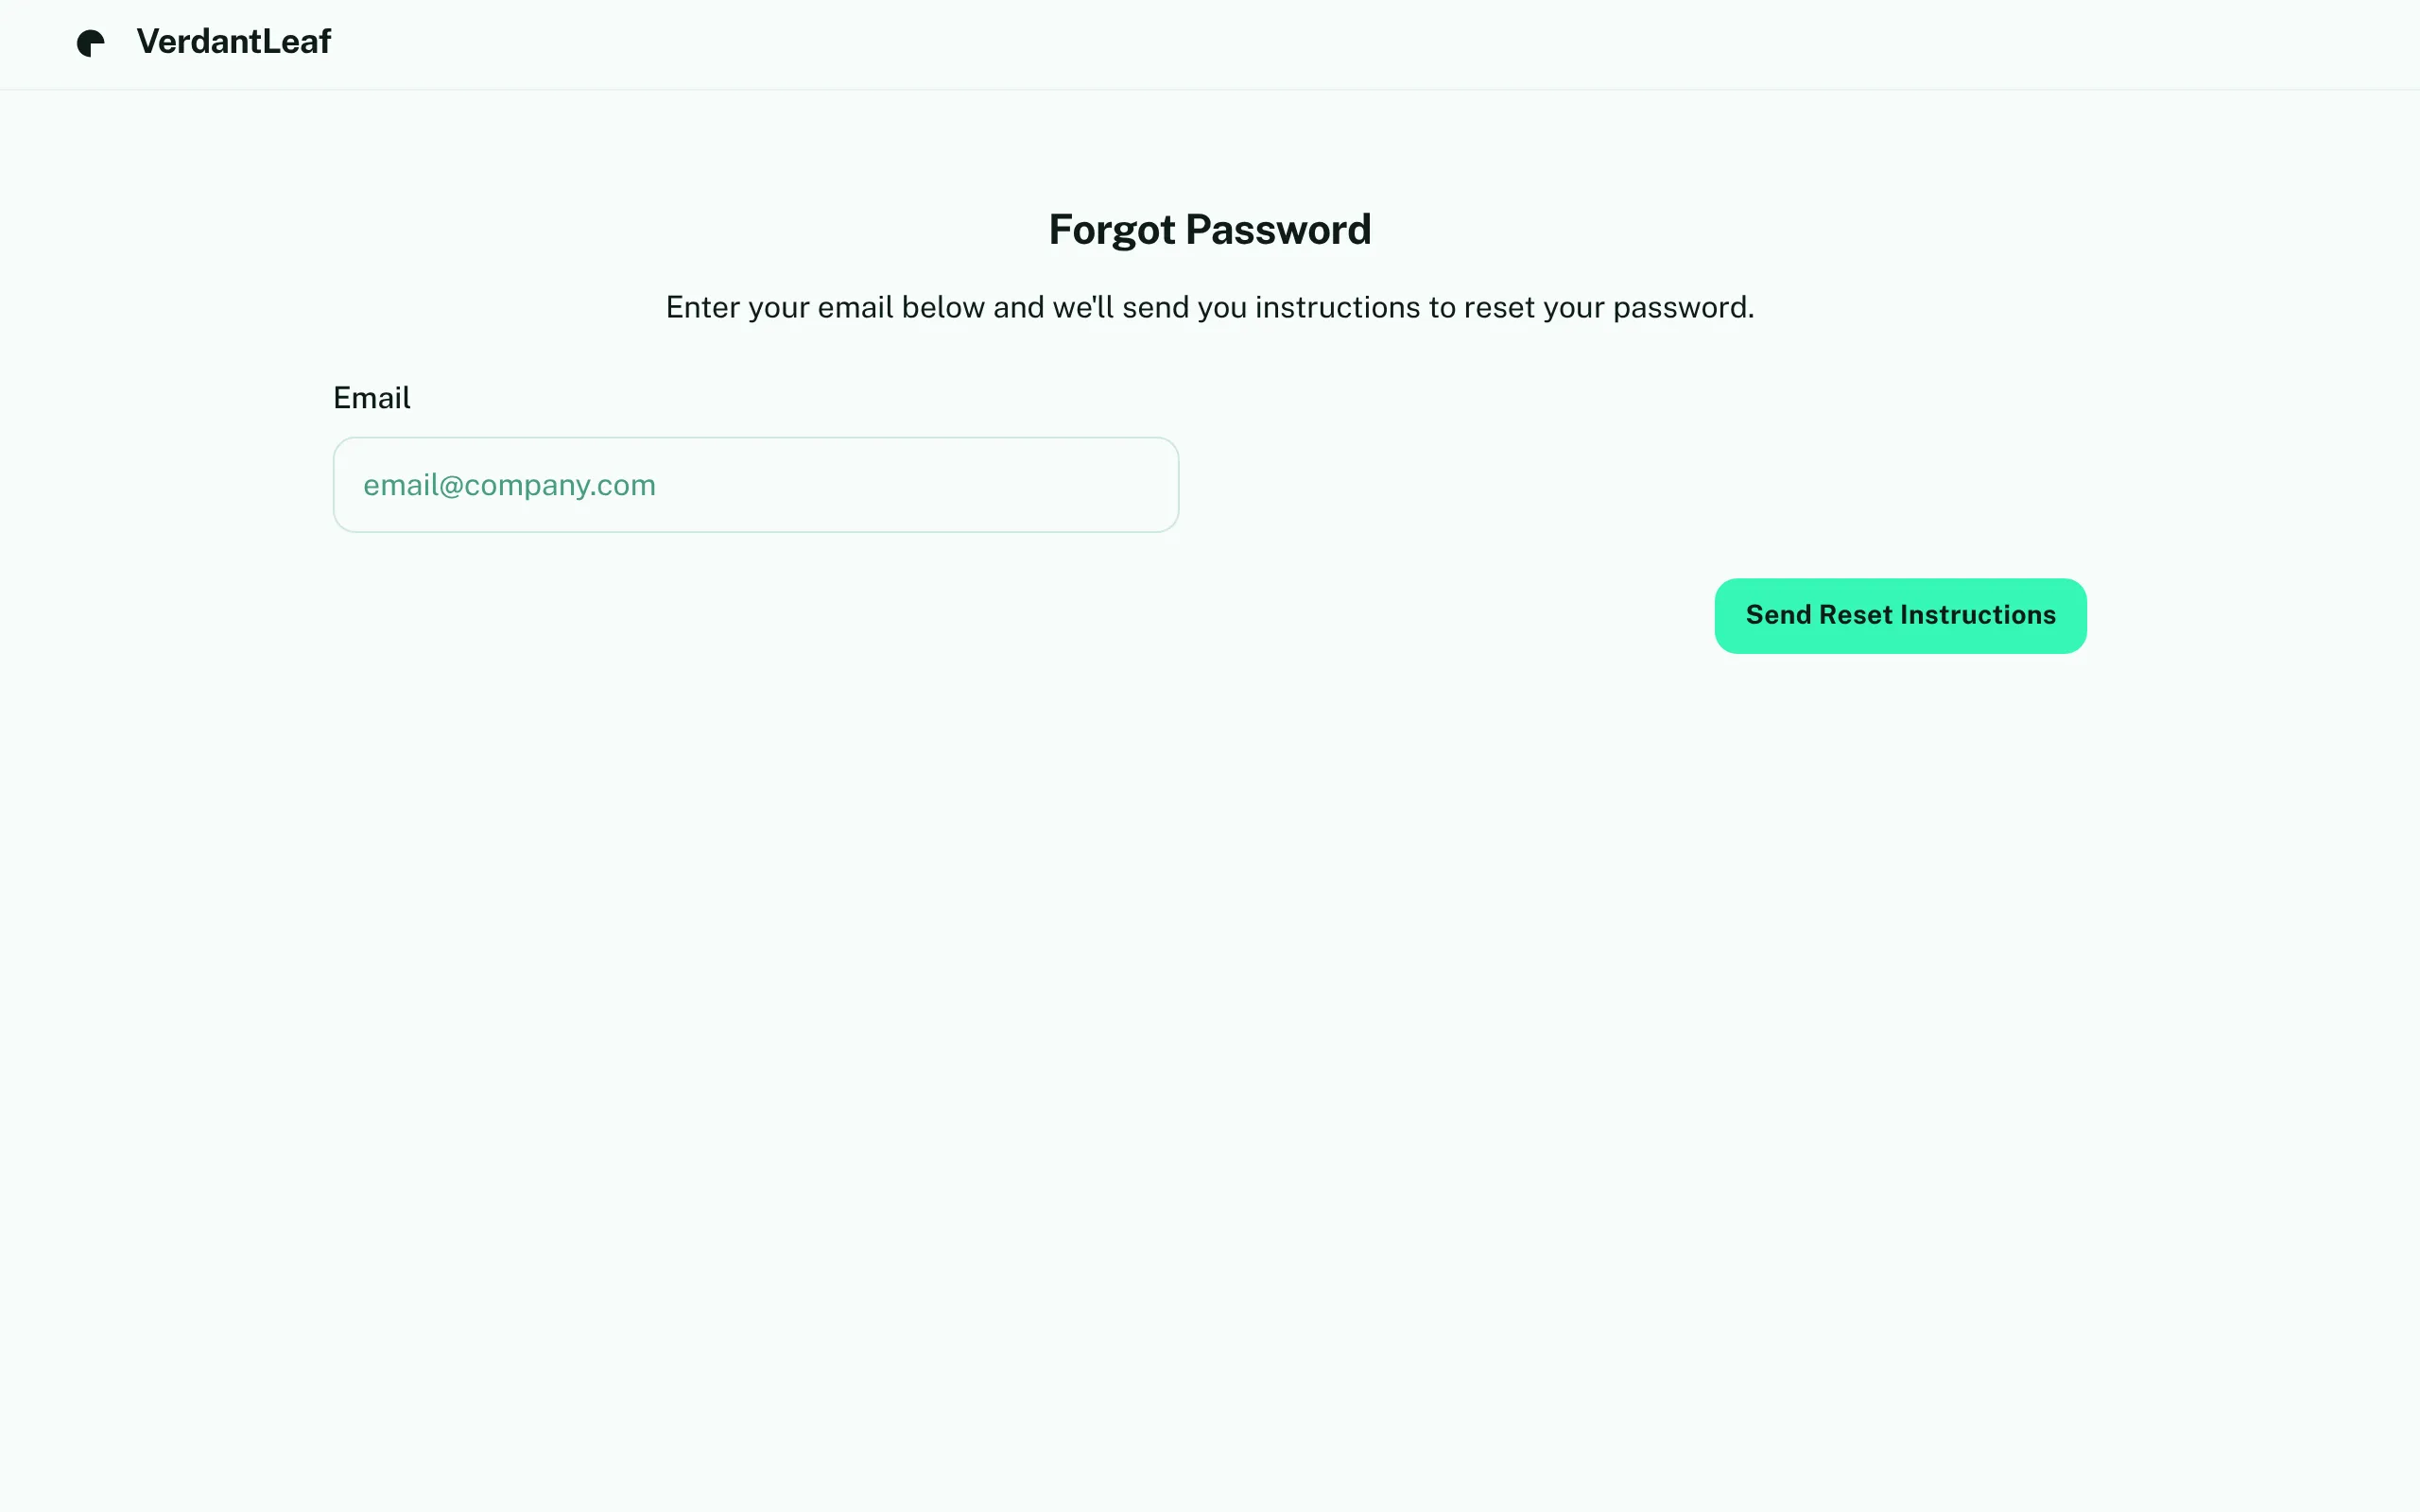 VerdantLeaf
Forgot Password
Enter your email below and we'll send you instructions to reset your password.
Email
email@company.com
Send Reset Instructions